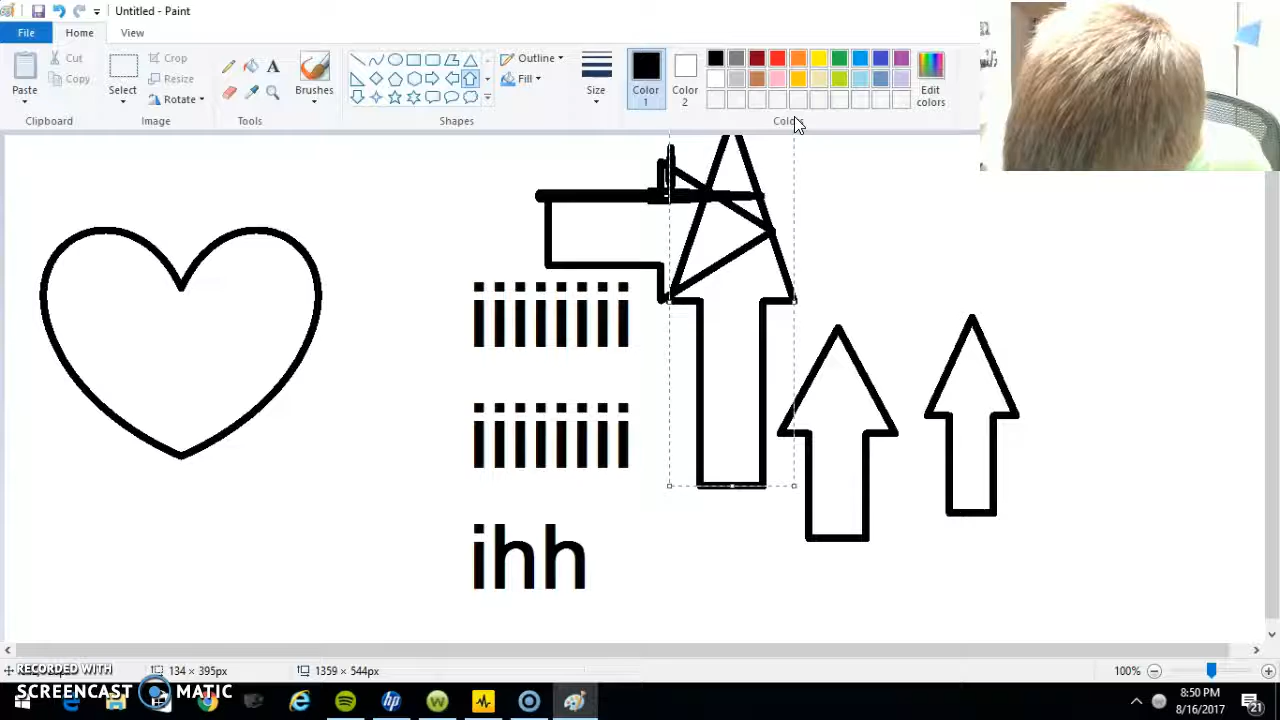 Untitled - Paint
File
Home
View
Paste
Cut
Copy
Clipboard
Select
Crop
Resize
Rotate
Image
A
Tools
Brushes
Shapes
Outline
Fill
Size
Color
1
Color
2
Edit
colors
Colors
iiiiiiii
iiiiiiii
ihh
134 × 395px
1359 × 544px
100%
RECORDED WITH
SCREENCAST MATIC
8:50 PM
8/16/2017
21